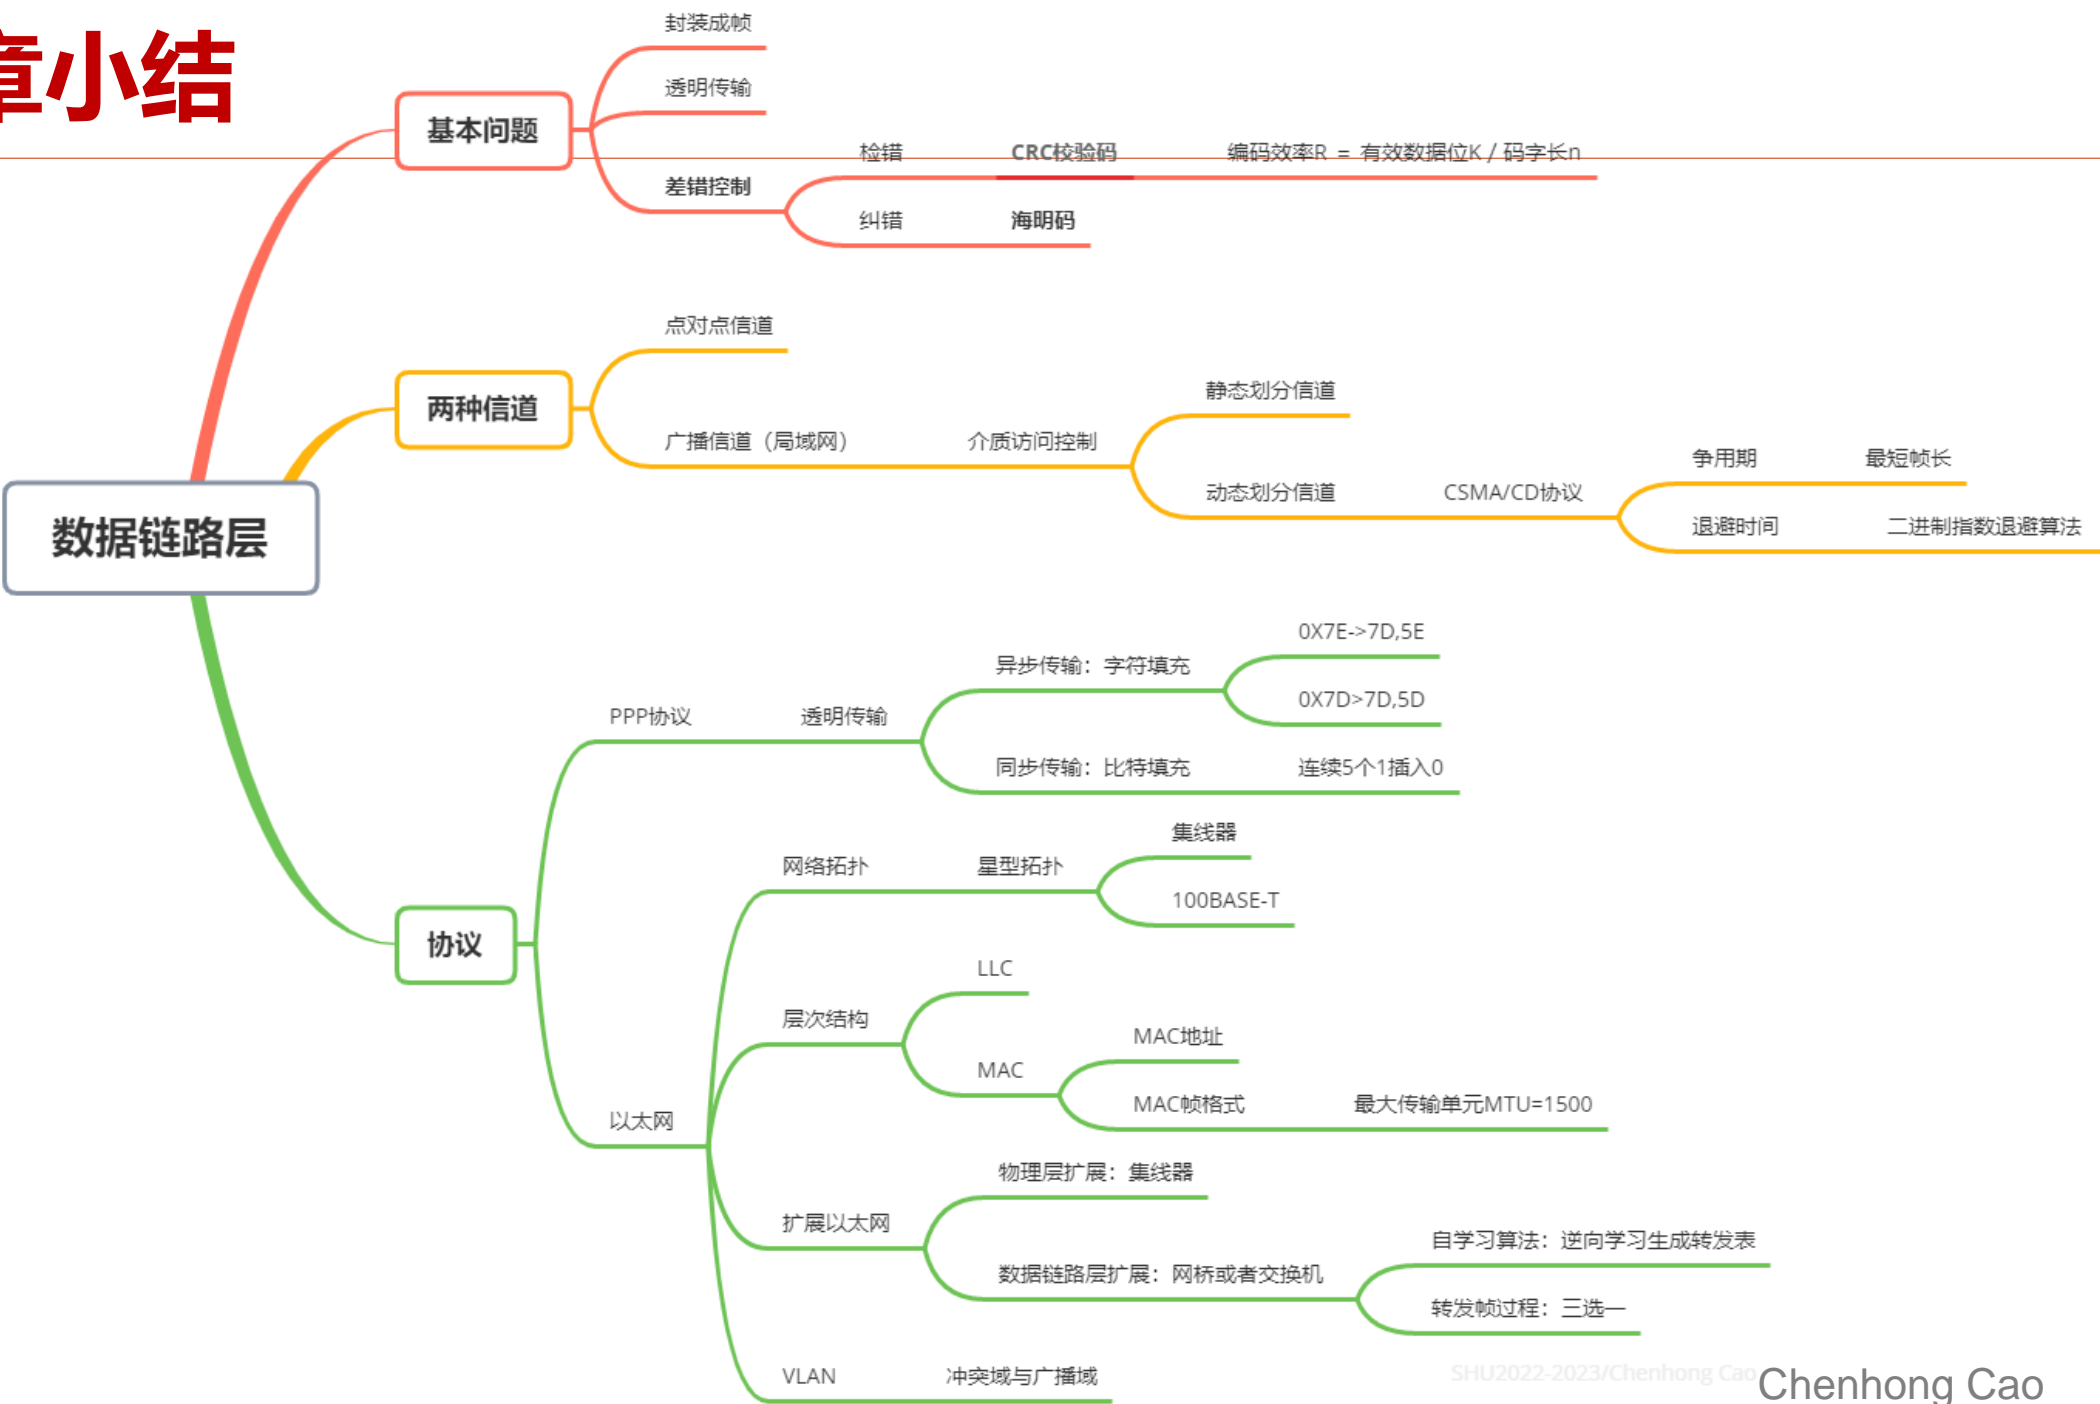 章小结
封装成帧
透明传输
基本问题
检错 CRC校验码 编码效率R = 有效数据位K / 码字长n
差错控制
纠错 海明码
点对点信道
静态划分信道
两种信道
广播信道（局域网） 介质访问控制
争用期 最短帧长
动态划分信道 CSMA/CD协议
退避时间 二进制指数退避算法
数据链路层
0X7E->7D,5E
异步传输：字符填充
0X7D>7D,5D
PPP协议 透明传输
同步传输：比特填充 连续5个1插入0
集线器
网络拓扑 星型拓扑
100BASE-T
协议
LLC
层次结构
MAC地址
MAC
MAC帧格式 最大传输单元MTU=1500
以太网
物理层扩展：集线器
扩展以太网
自学习算法：逆向学习生成转发表
数据链路层扩展：网桥或者交换机
转发帧过程：三选一
VLAN 冲突域与广播域
SHU2022-2023/Chenhong Cao
Chenhong Cao